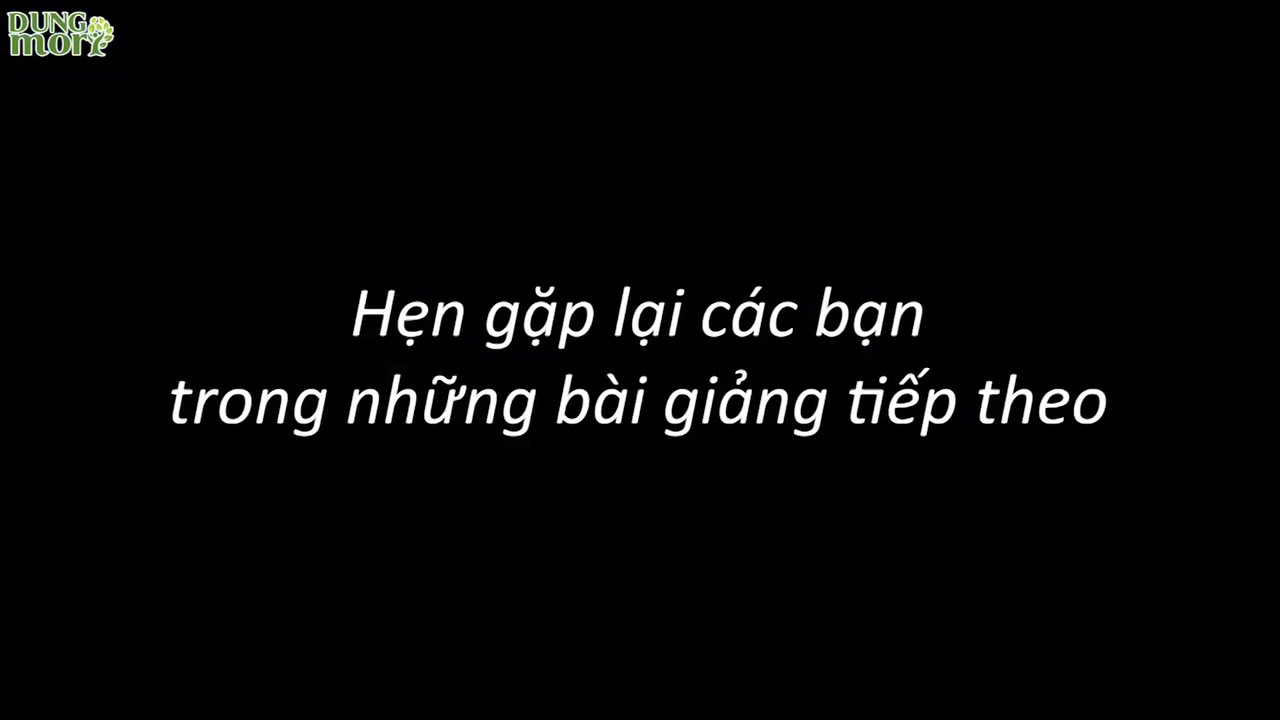 DUNG
mori
Hẹn gặp lại các bạn
trong những bài giảng tiếp theo